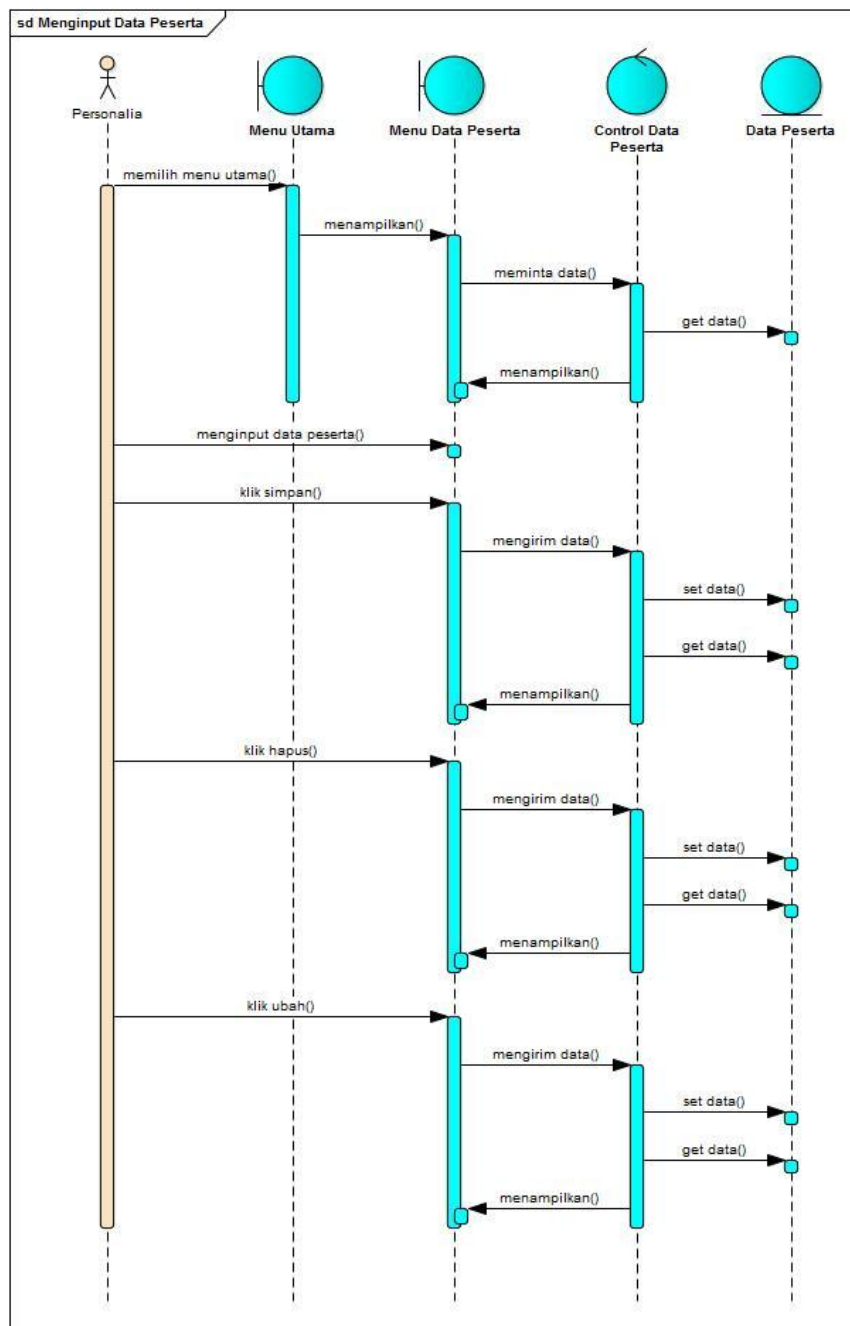 sd Menginput Data Peserta
Personalia
Menu Utama
Menu Data Peserta
Control Data
Peserta
Data Peserta
memilih menu utama()
menampilkan()
meminta data()
get data()
menampilkan()
menginput data peserta()
klik simpan()
mengirim data()
set data()
get data()
menampilkan()
klik hapus()
mengirim data()
set data()
get data()
menampilkan()
klik ubah()
mengirim data()
set data()
get data()
menampilkan()